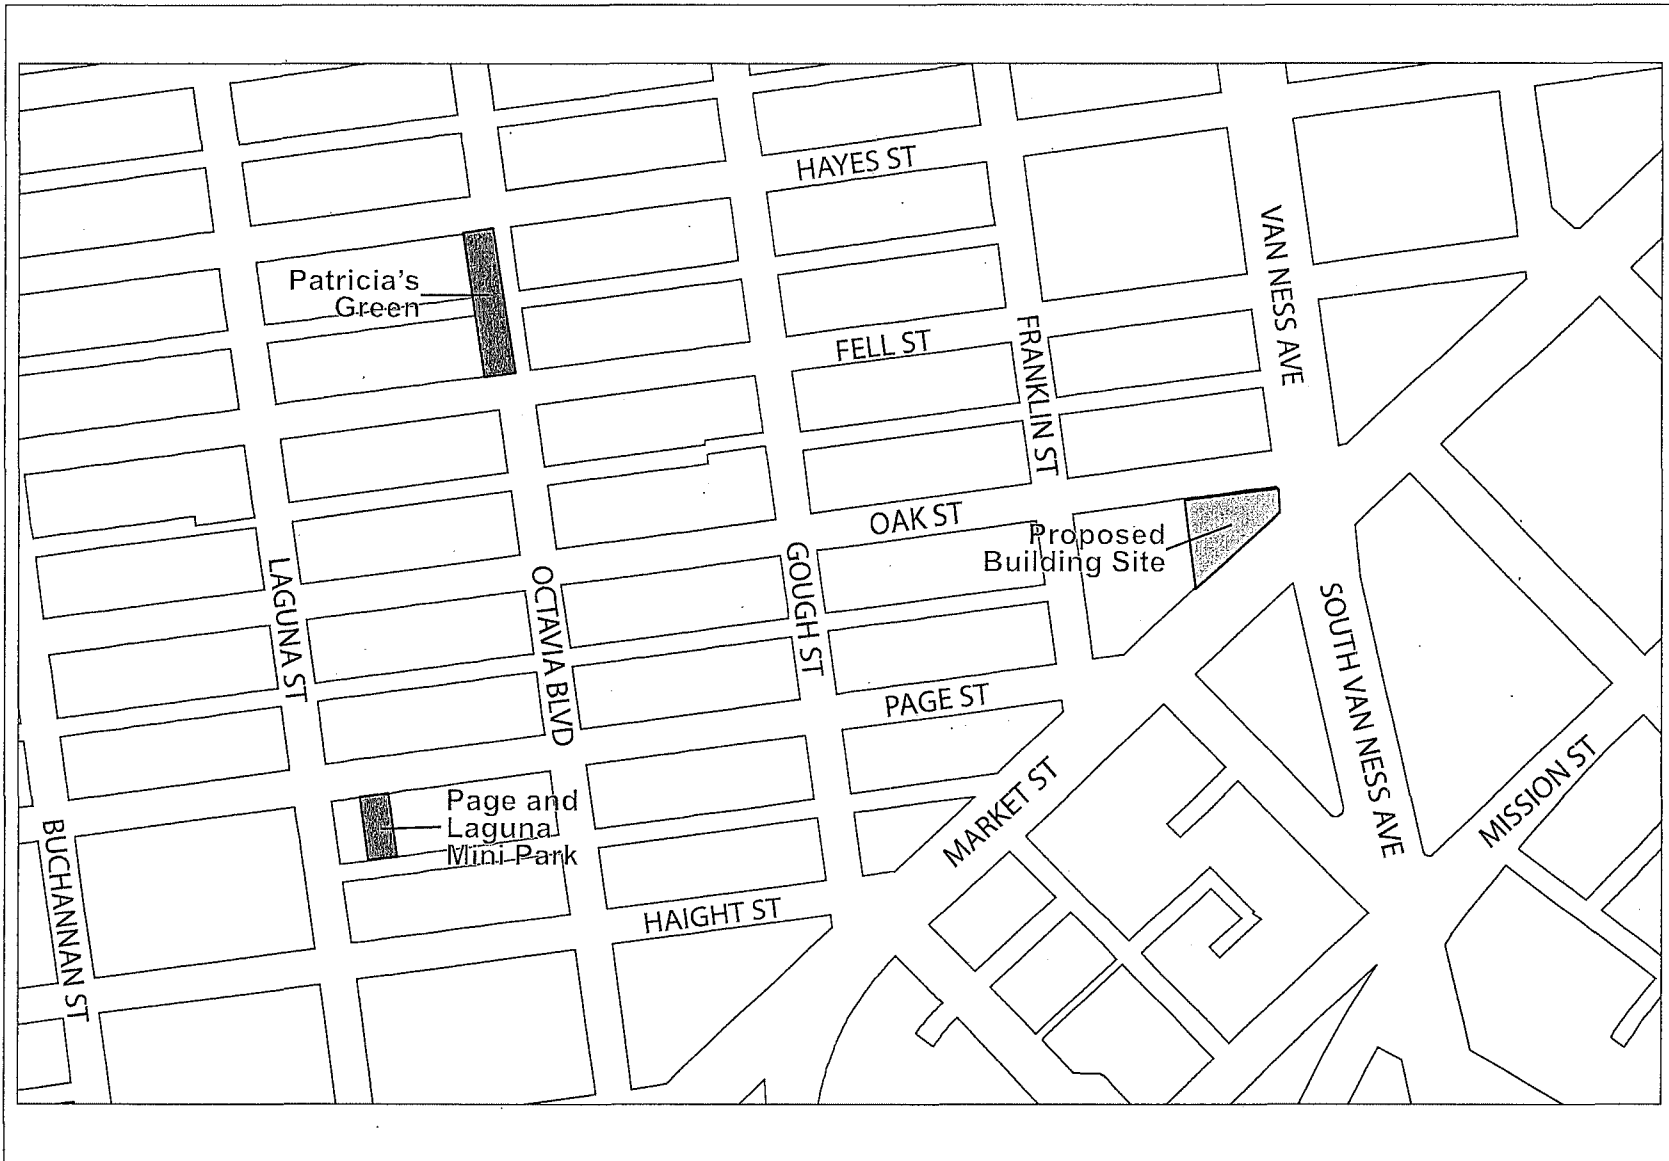 HAYES ST
VAN NESS AVE
Patricia's
Green
FELL ST
FRANKLIN ST
OAK ST
Proposed
Building Site
GOUGH ST
LAGUNA ST
OCTAVIA BLVD
SOUTH VAN NESS AVE
PAGE ST
MARKET ST
MISSION ST
Page and
Laguna
Mini Park
BUCHANNAN ST
HAIGHT ST